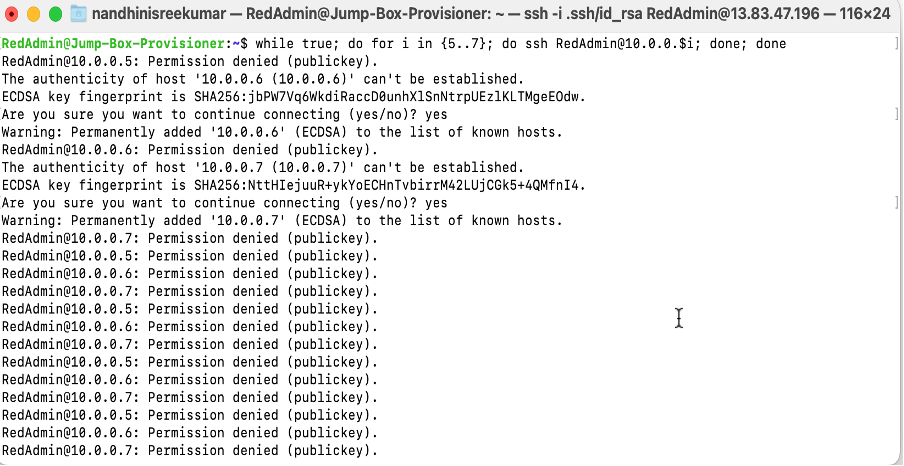 nandhinisreekumar — RedAdmin@Jump-Box-Provisioner: ~ — ssh -i .ssh/id_rsa RedAdmin@13.83.47.196 — 116×24
[RedAdmin@Jump-Box-Provisioner:~$ while true; do for i in {5..7}; do ssh RedAdmin@10.0.0.$i; done; done ]
RedAdmin@10.0.0.5: Permission denied (publickey).
The authenticity of host '10.0.0.6 (10.0.0.6)' can't be established.
ECDSA key fingerprint is SHA256:jbPW7Vq6WkdiRaccD0unhXlSnNtrpUEzlKLTMgeEOdw.
[Are you sure you want to continue connecting (yes/no)? yes ]
Warning: Permanently added '10.0.0.6' (ECDSA) to the list of known hosts.
RedAdmin@10.0.0.6: Permission denied (publickey).
The authenticity of host '10.0.0.7 (10.0.0.7)' can't be established.
ECDSA key fingerprint is SHA256:NttHIejuuR+ykYoECHnTvbirrM42LUjCGk5+4QMfnI4.
[Are you sure you want to continue connecting (yes/no)? yes ]
Warning: Permanently added '10.0.0.7' (ECDSA) to the list of known hosts.
RedAdmin@10.0.0.7: Permission denied (publickey).
RedAdmin@10.0.0.5: Permission denied (publickey).
RedAdmin@10.0.0.6: Permission denied (publickey).
RedAdmin@10.0.0.7: Permission denied (publickey).
RedAdmin@10.0.0.5: Permission denied (publickey).
RedAdmin@10.0.0.6: Permission denied (publickey).
RedAdmin@10.0.0.7: Permission denied (publickey).
RedAdmin@10.0.0.5: Permission denied (publickey).
RedAdmin@10.0.0.6: Permission denied (publickey).
RedAdmin@10.0.0.7: Permission denied (publickey).
RedAdmin@10.0.0.5: Permission denied (publickey).
RedAdmin@10.0.0.6: Permission denied (publickey).
RedAdmin@10.0.0.7: Permission denied (publickey).